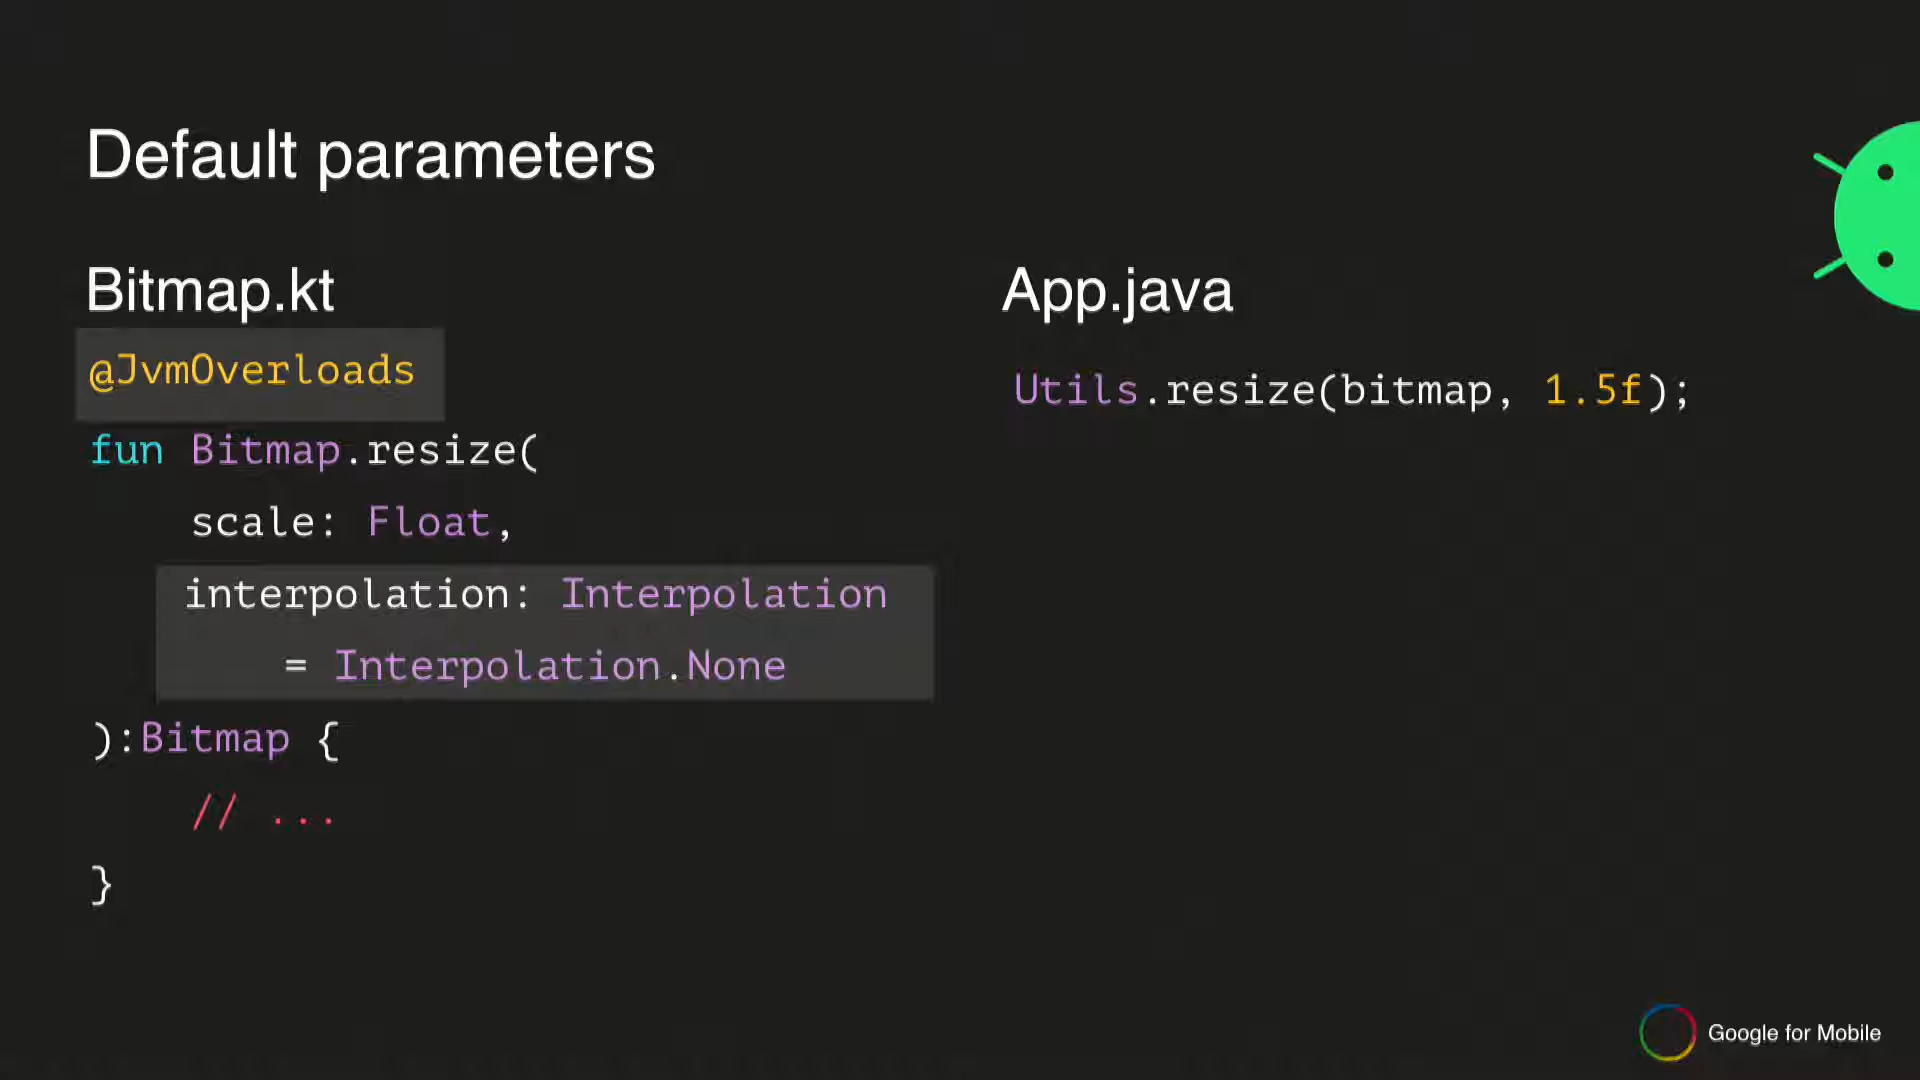 Default parameters
Bitmap.kt
@JvmOverloads
fun Bitmap.resize(
    scale: Float,
    interpolation: Interpolation
        = Interpolation.None
):Bitmap {
    // ...
}
App.java
Utils.resize(bitmap, 1.5f);
Google for Mobile